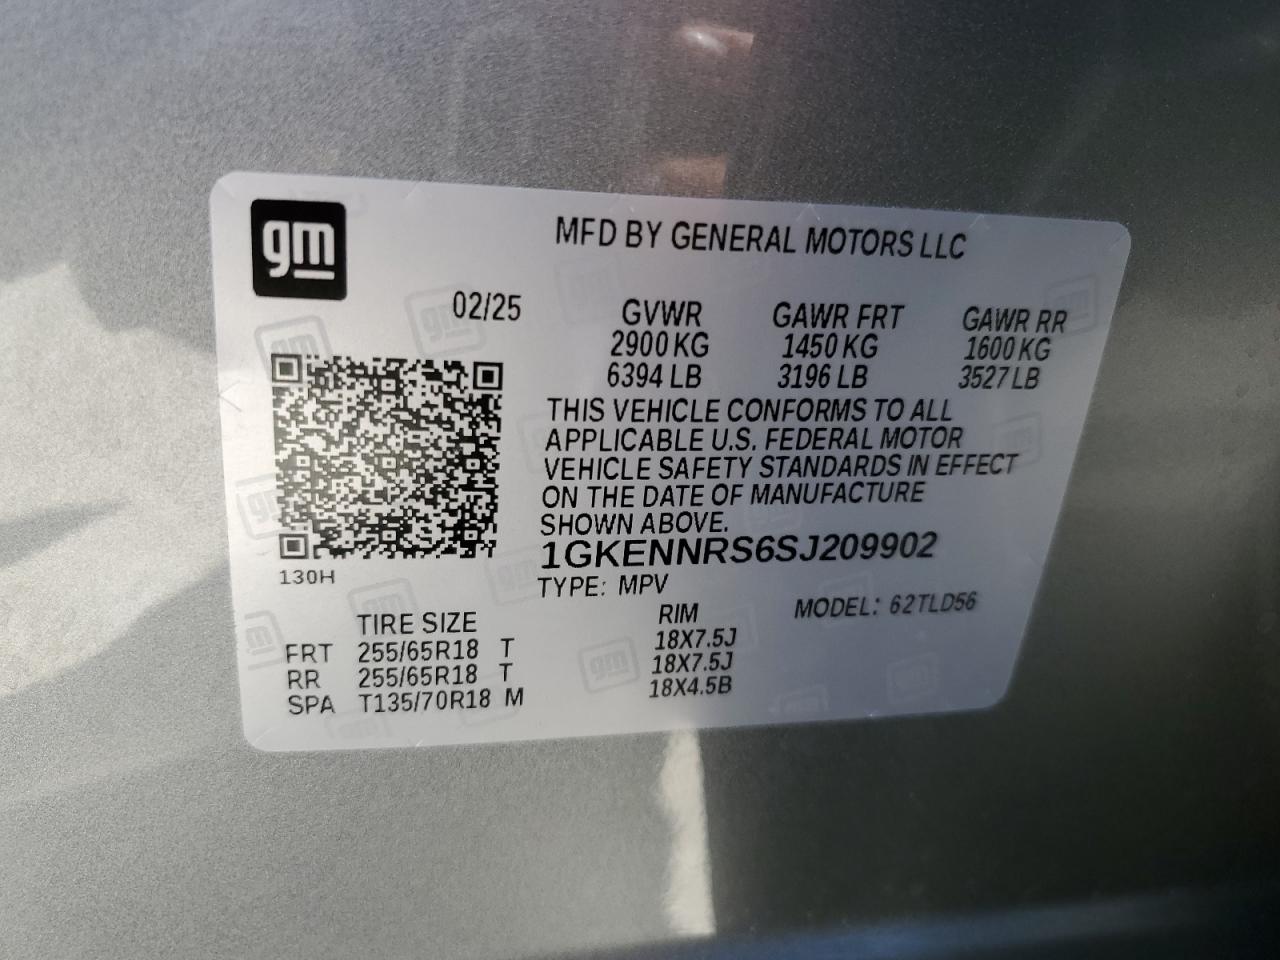 gm
MFD BY GENERAL MOTORS LLC
02/25
GVWR GAWR FRT GAWR RR
2900 KG 1450 KG 1600 KG
6394 LB 3196 LB 3527 LB
THIS VEHICLE CONFORMS TO ALL
APPLICABLE U.S. FEDERAL MOTOR
VEHICLE SAFETY STANDARDS IN EFFECT
ON THE DATE OF MANUFACTURE
SHOWN ABOVE.
1GKENNRS6SJ209902
130H
TYPE: MPV MODEL: 62TLD56
TIRE SIZE RIM
FRT 255/65R18 T 18X7.5J
RR 255/65R18 T 18X7.5J
SPA T135/70R18 M 18X4.5B